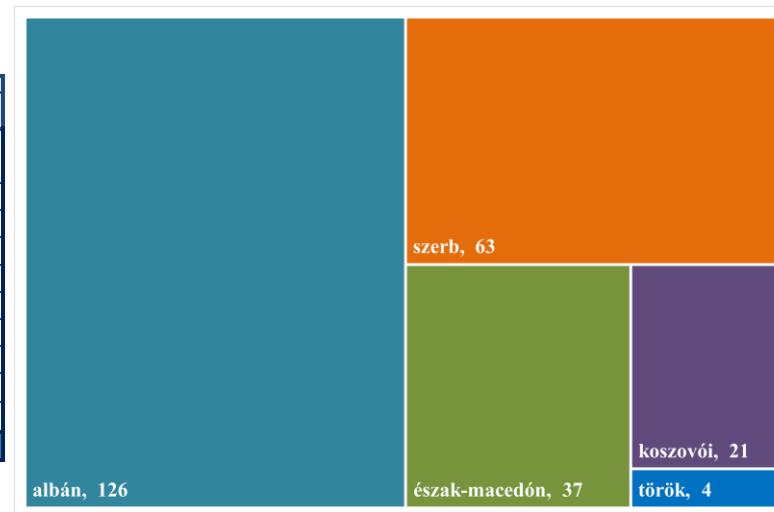 albán, 126
szerb, 63
észak-macedón, 37
koszovói, 21
török, 4